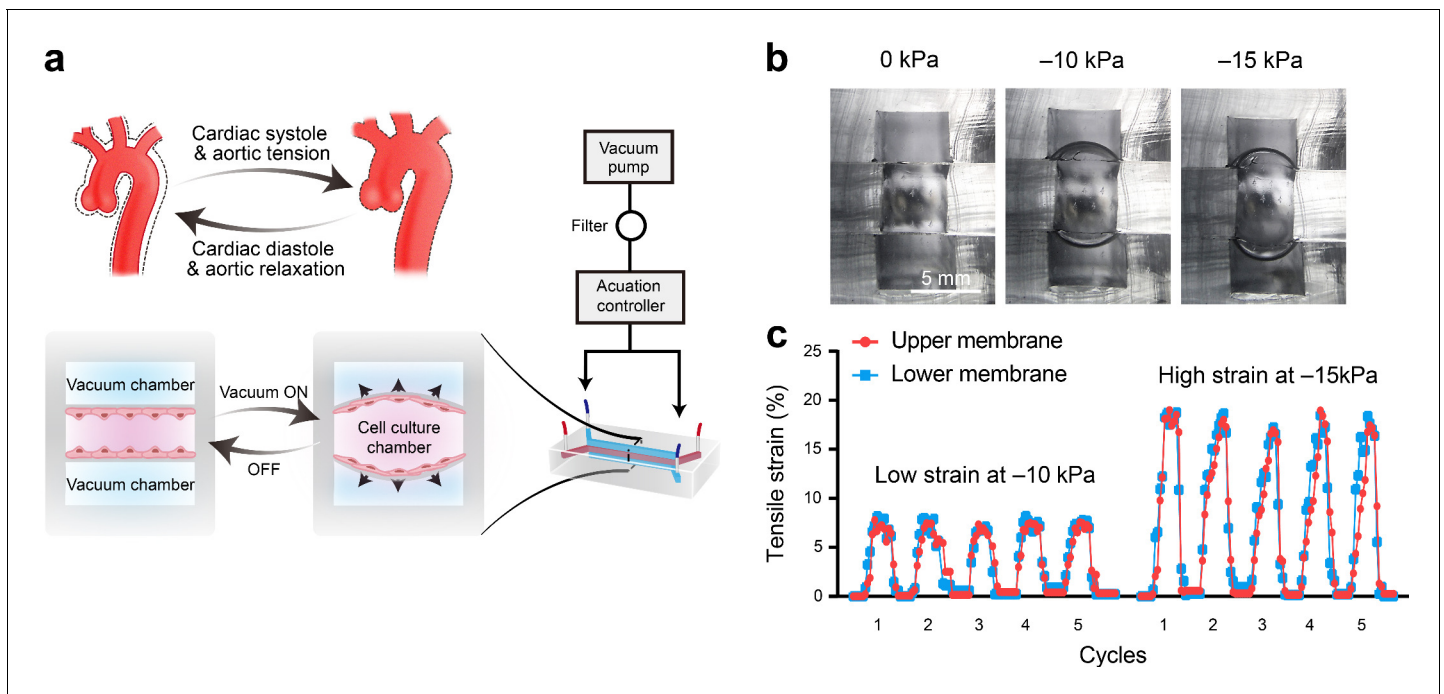 a
Cardiac systole
& aortic tension
Cardiac diastole
& aortic relaxation
Vacuum
pump
Filter
Acuation
controller
Vacuum chamber
Vacuum chamber
Vacuum ON
OFF
Cell culture
chamber
b
0 kPa
–10 kPa
–15 kPa
5 mm
c
Upper membrane
Lower membrane
Low strain at –10 kPa
High strain at –15kPa
Tensile strain (%)
25
20
15
10
5
0
1 2 3 4 5 1 2 3 4 5
Cycles